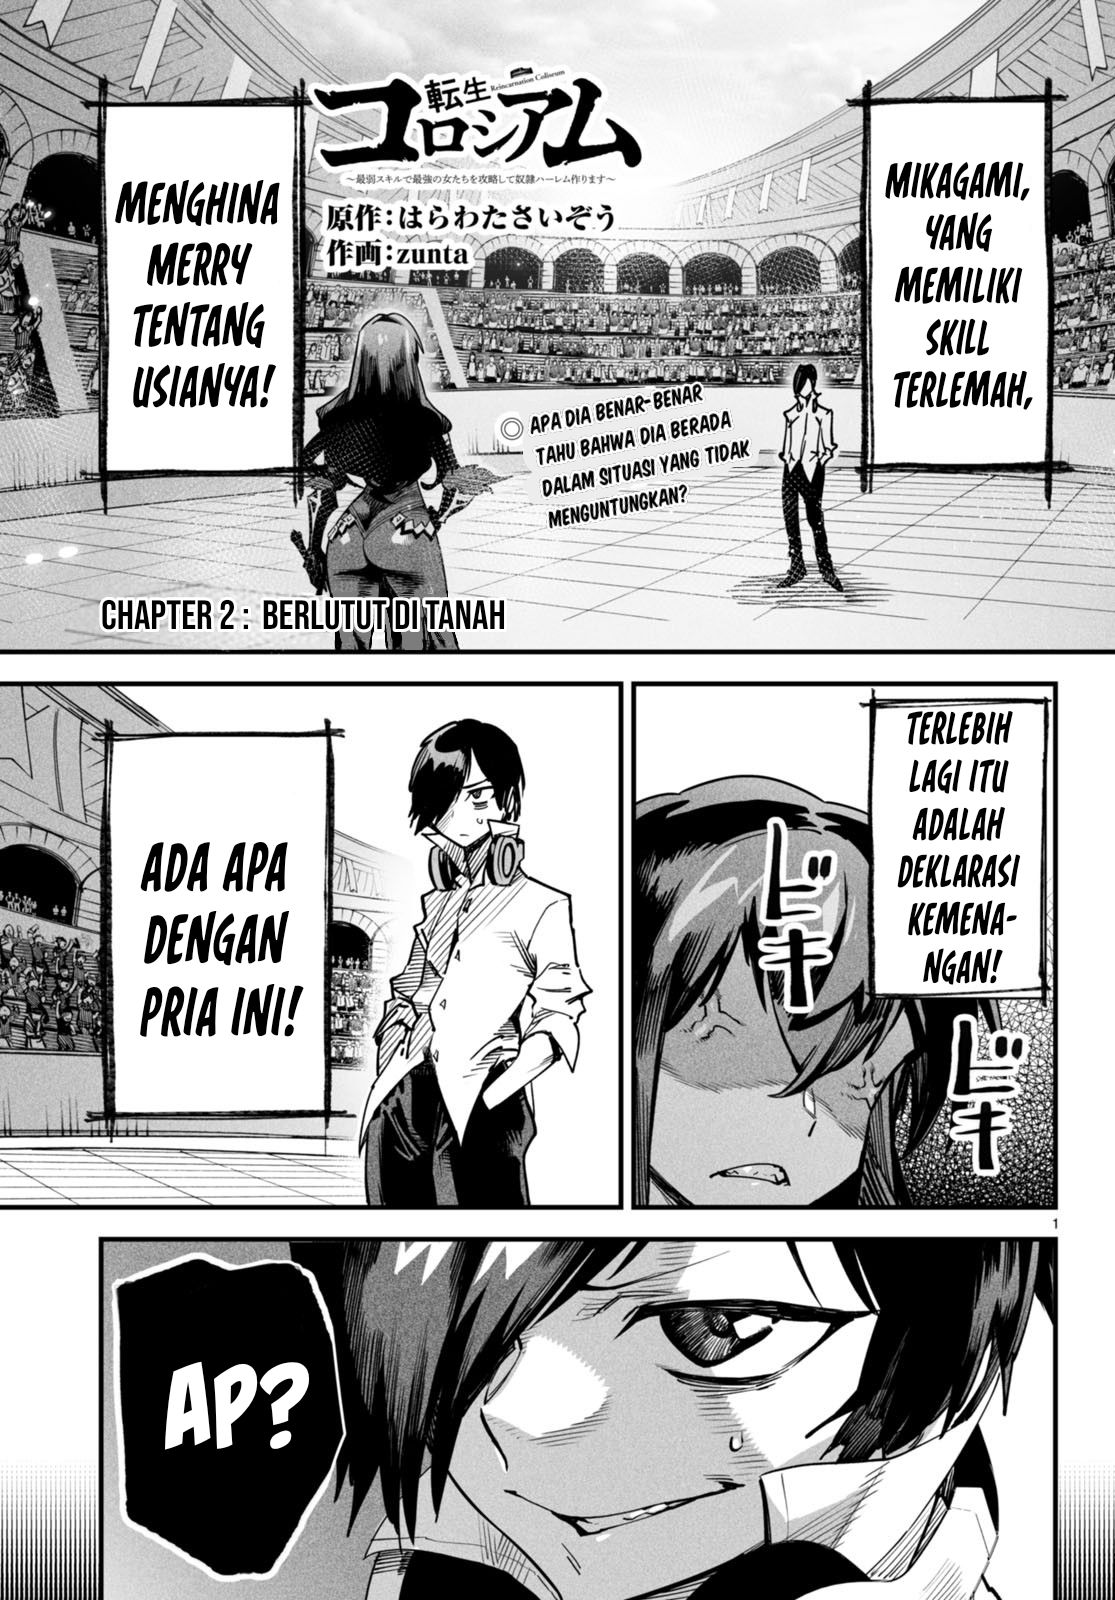 転生
Reincarnation Coliseum
コロシアム
～最弱スキルで最強の女たちを攻略して奴隷ハーレム作ります～
原作：はらわたさいぞう
作画：zunta
MIKAGAMI,
YANG
MEMILIKI
SKILL
TERLEMAH,
MENGHINA
MERRY
TENTANG
USIANYA!
APA DIA BENAR-BENAR
TAHU BAHWA DIA BERADA
DALAM SITUASI YANG TIDAK
MENGUNTUNGKAN?
CHAPTER 2 : BERLUTUT DI TANAH
TERLEBIH
LAGI ITU
ADALAH
DEKLARASI
KEMENA-
NGAN!
ビキ
ビキ
ADA APA
DENGAN
PRIA INI!
1
AP?